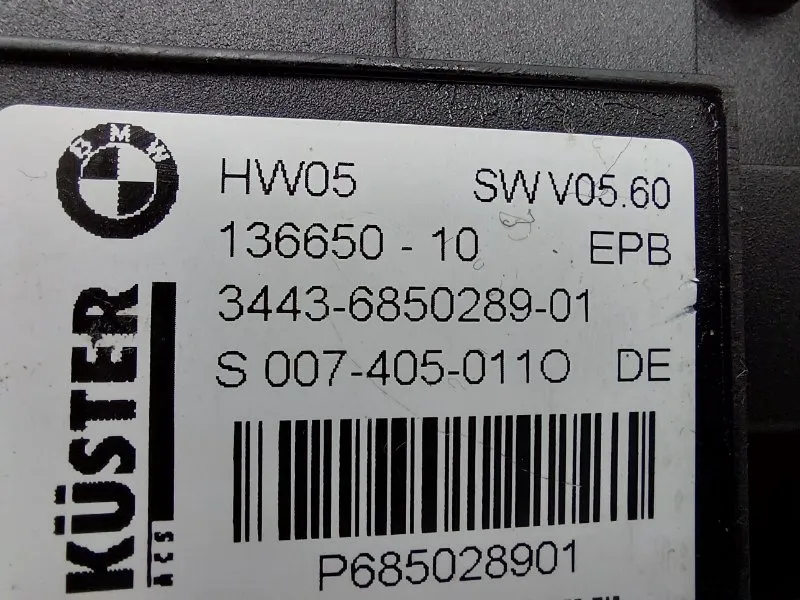 BMW
HW05 SW V05.60
136650 - 10 EPB
3443-6850289-01
S 007-405-011O DE
KÜSTER
ACS
P685028901